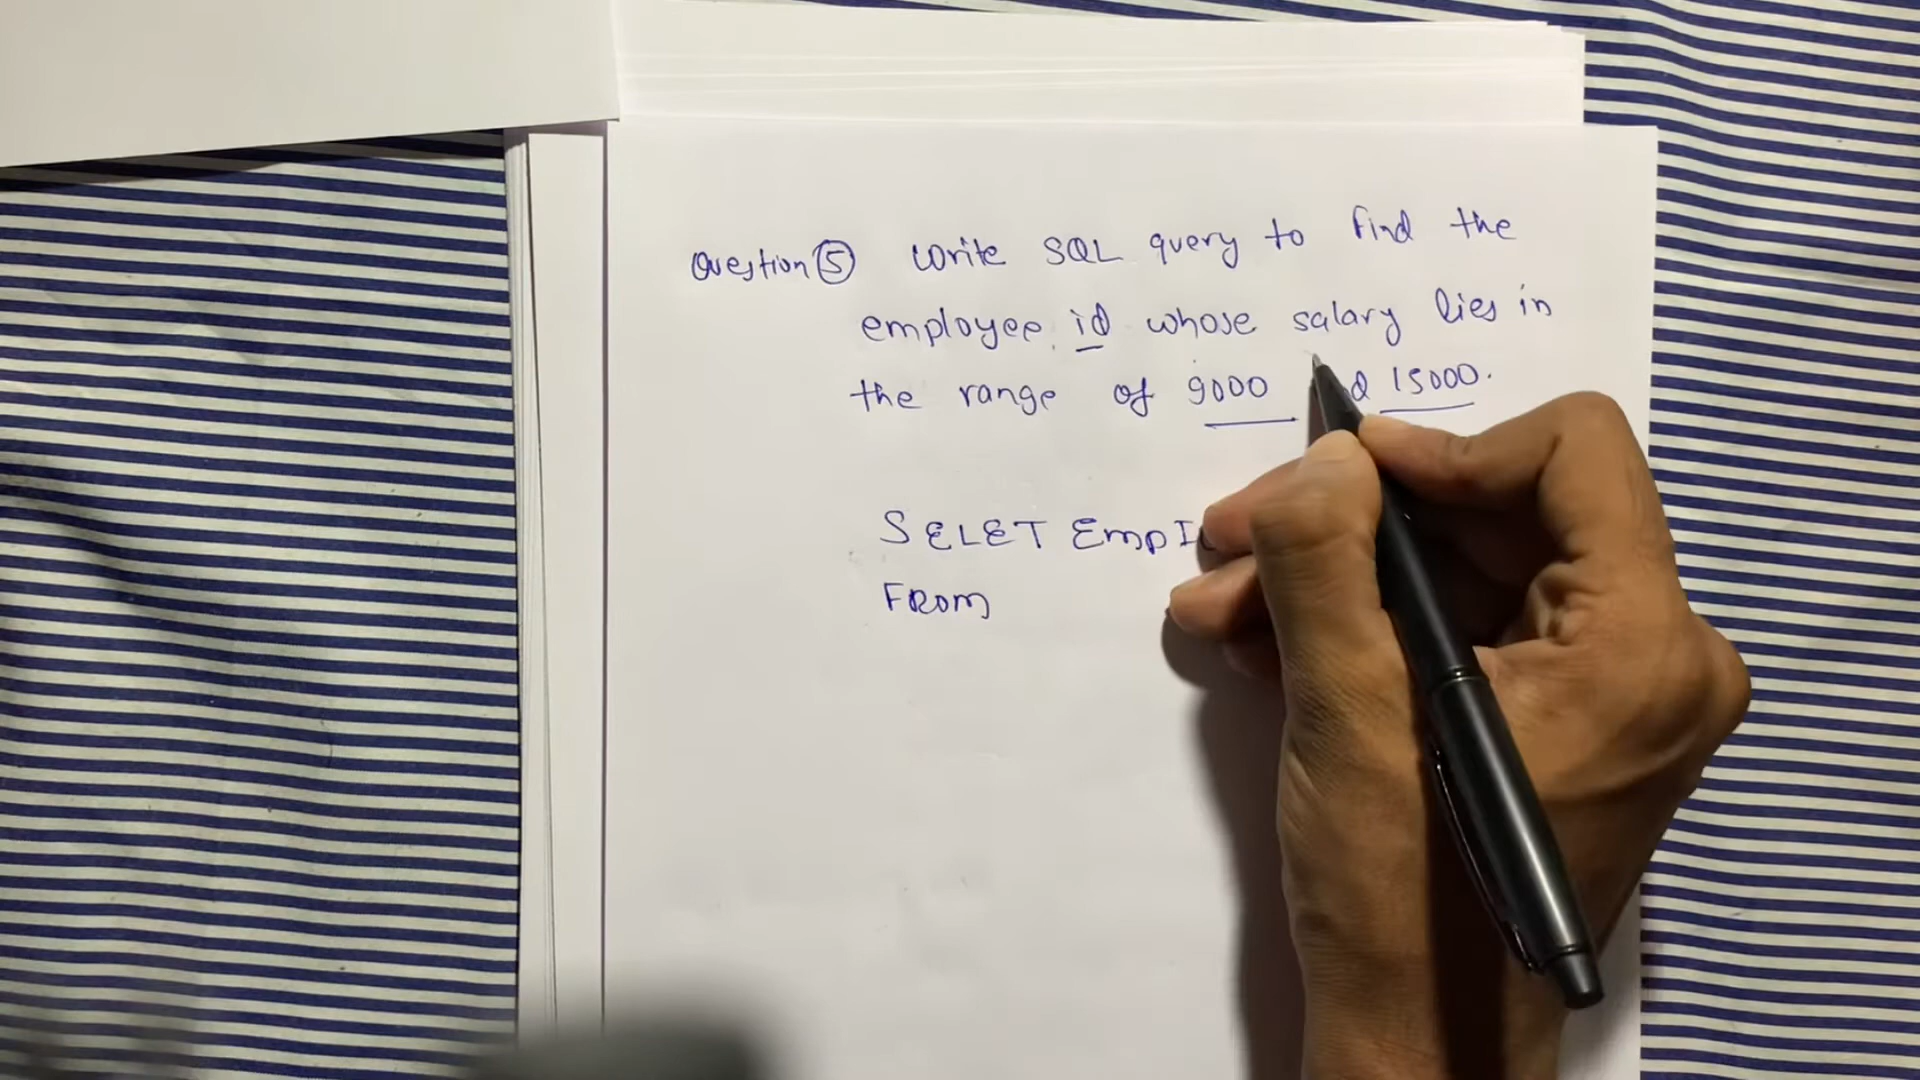 Question ⑤ Write SQL query to find the
employee id whose salary lies in
the range of 9000 15000.
SELET
FROM